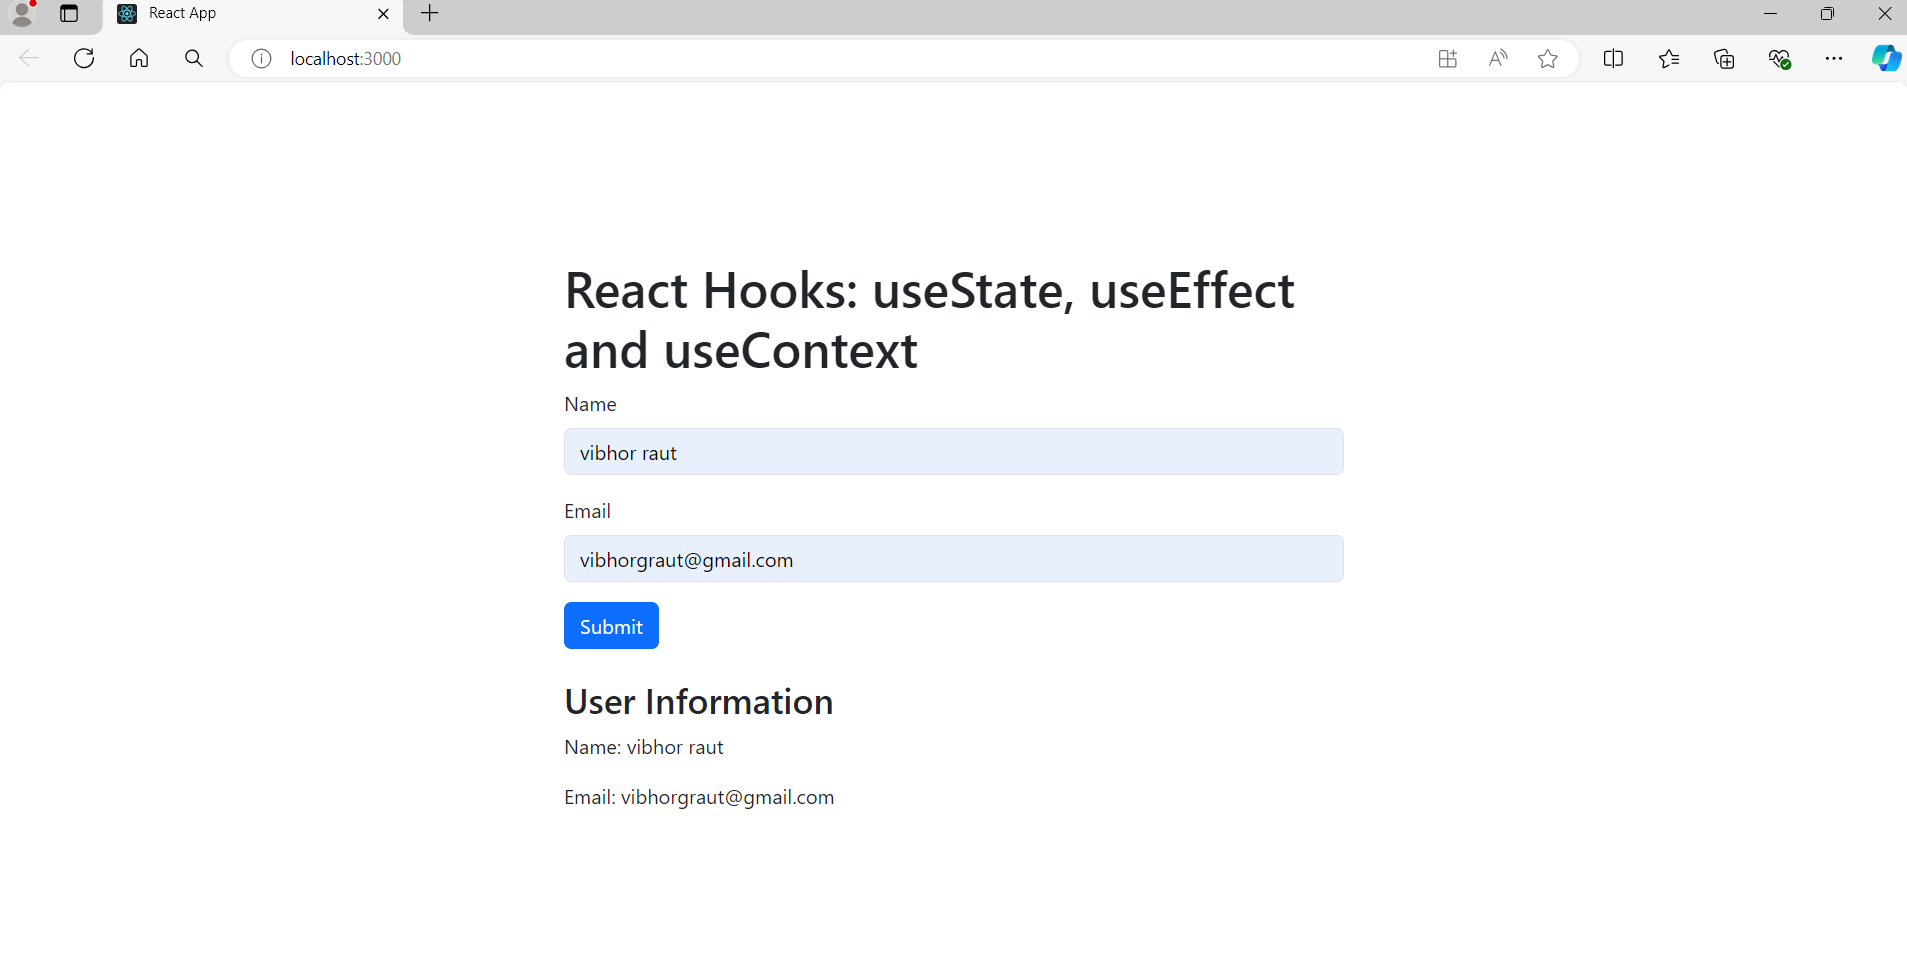 React App
localhost:3000
React Hooks: useState, useEffect
and useContext
Name
vibhor raut
Email
vibhorgraut@gmail.com
Submit
User Information
Name: vibhor raut
Email: vibhorgraut@gmail.com